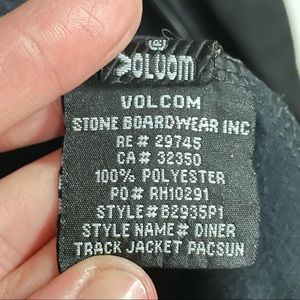 VOLCOM
VOLCOM
STONE BOARDWEAR INC
RE# 29745
CA# 32350
100% POLYESTER
PO# RH10291
STYLE# B2935P1
STYLE NAME# DINER
TRACK JACKET PACSUN